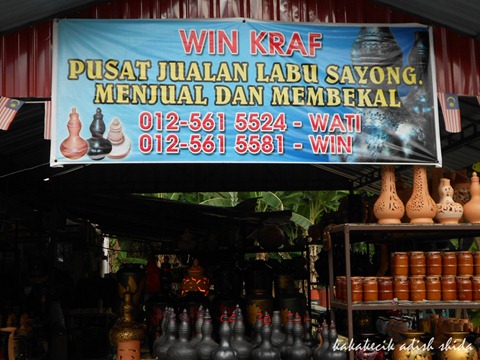 WIN KRAF
PUSAT JUALAN LABU SAYONG.
MENJUAL DAN MEMBEKAL
012-561 5524 - WATI
012-561 5581 - WIN
kakakecik adish shida